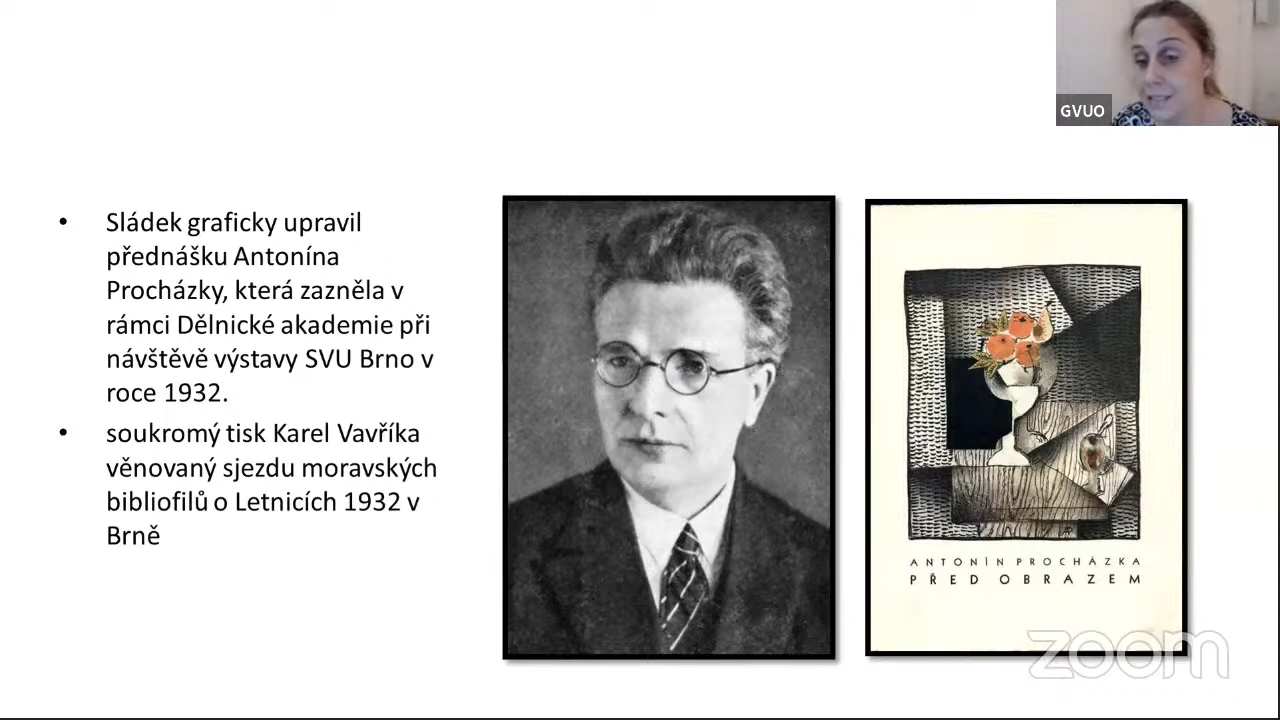 GVUO
Sládek graficky upravil
přednášku Antonína
Procházky, která zazněla v
rámci Dělnické akademie při
návštěvě výstavy SVU Brno v
roce 1932.
soukromý tisk Karel Vavříka
věnovaný sjezdu moravských
bibliofilů o Letnicích 1932 v
Brně
ANTONÍN PROCHÁZKA
PŘED OBRAZEM
zoom